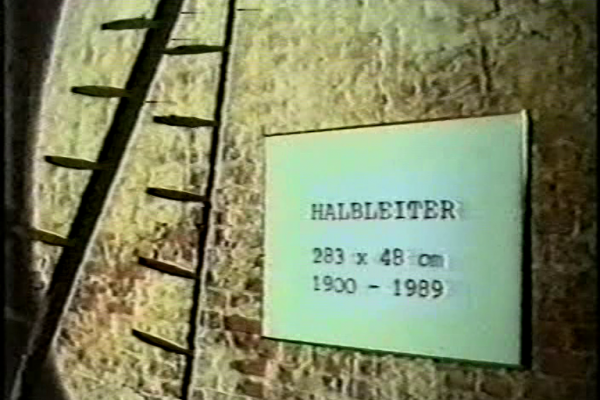 HALBLEITER
283 x 48 cm
1900 - 1989